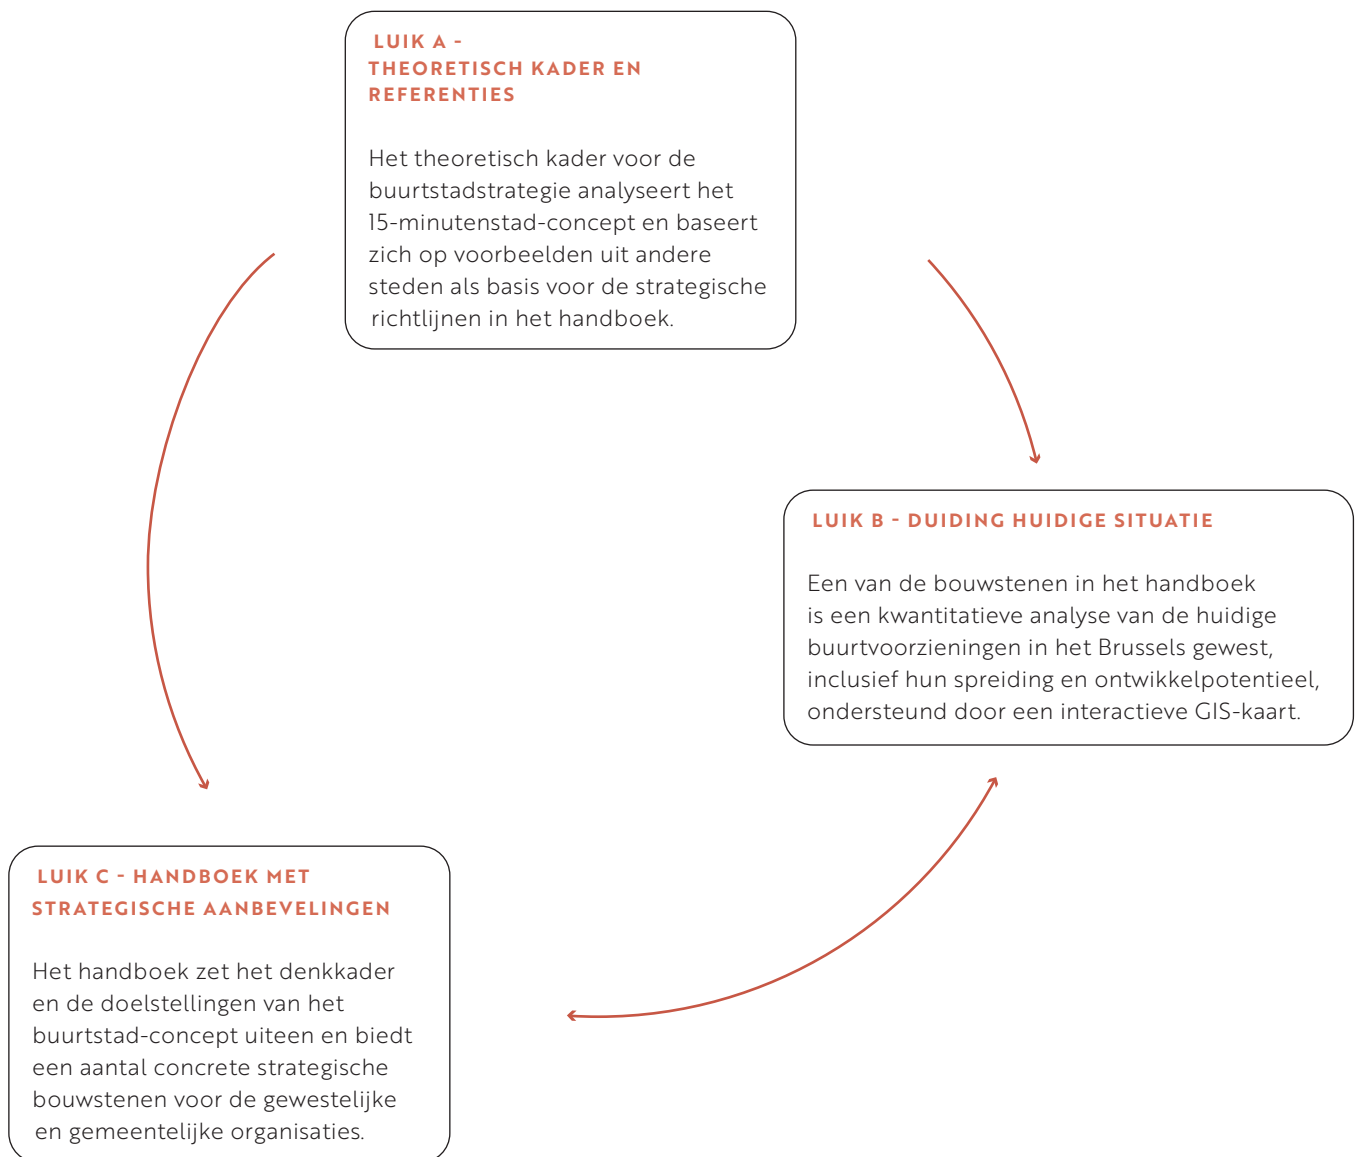 LUIK A -
THEORETISCH KADER EN
REFERENTIES
Het theoretisch kader voor de
buurtstadstrategie analyseert het
15-minutenstad-concept en baseert
zich op voorbeelden uit andere
steden als basis voor de strategische
richtlijnen in het handboek.
LUIK B - DUIDING HUIDIGE SITUATIE
Een van de bouwstenen in het handboek
is een kwantitatieve analyse van de huidige
buurtvoorzieningen in het Brussels gewest,
inclusief hun spreiding en ontwikkelpotentieel,
ondersteund door een interactieve GIS-kaart.
LUIK C - HANDBOEK MET
STRATEGISCHE AANBEVELINGEN
Het handboek zet het denkkader
en de doelstellingen van het
buurtstad-concept uiteen en biedt
een aantal concrete strategische
bouwstenen voor de gewestelijke
en gemeentelijke organisaties.